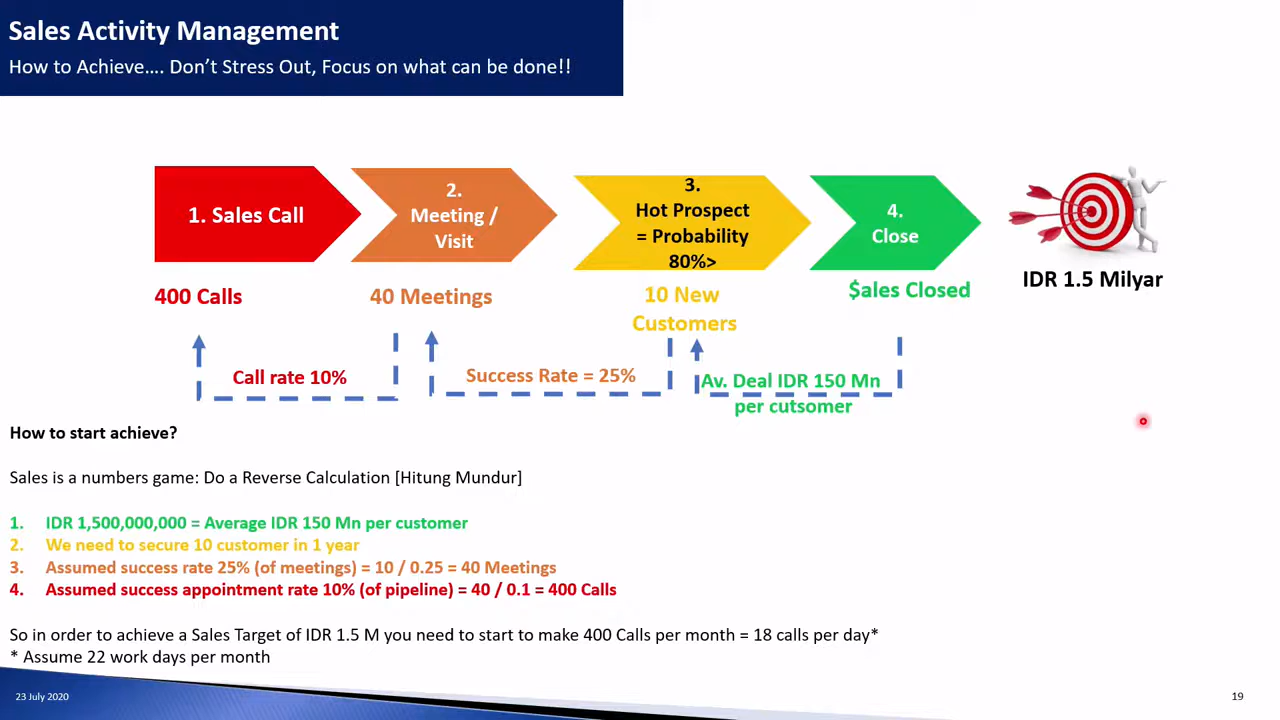 Sales Activity Management
How to Achieve…. Don't Stress Out, Focus on what can be done!!
1. Sales Call
2.
Meeting /
Visit
3.
Hot Prospect
= Probability
80%>
4.
Close
400 Calls
40 Meetings
10 New
Customers
$ales Closed
IDR 1.5 Milyar
Call rate 10%
Success Rate = 25%
Av. Deal IDR 150 Mn
per cutsomer
How to start achieve?
Sales is a numbers game: Do a Reverse Calculation [Hitung Mundur]
1. IDR 1,500,000,000 = Average IDR 150 Mn per customer
2. We need to secure 10 customer in 1 year
3. Assumed success rate 25% (of meetings) = 10 / 0.25 = 40 Meetings
4. Assumed success appointment rate 10% (of pipeline) = 40 / 0.1 = 400 Calls
So in order to achieve a Sales Target of IDR 1.5 M you need to start to make 400 Calls per month = 18 calls per day*
* Assume 22 work days per month
23 July 2020
19